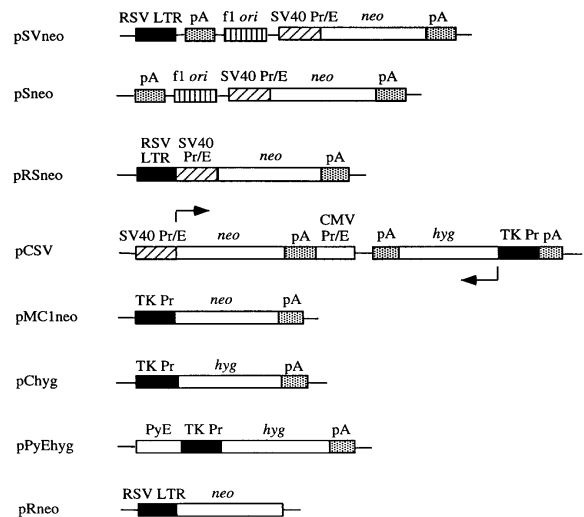 RSV LTR pA f1 ori SV40 Pr/E neo pA
pSVneo
pA f1 ori SV40 Pr/E neo pA
pSneo
RSV LTR SV40 Pr/E neo pA
pRSneo
SV40 Pr/E neo pA CMV Pr/E pA hyg TK Pr pA
pCSV
TK Pr neo pA
pMC1neo
TK Pr hyg pA
pChyg
PyE TK Pr hyg pA
pPyEhyg
RSV LTR neo
pRneo